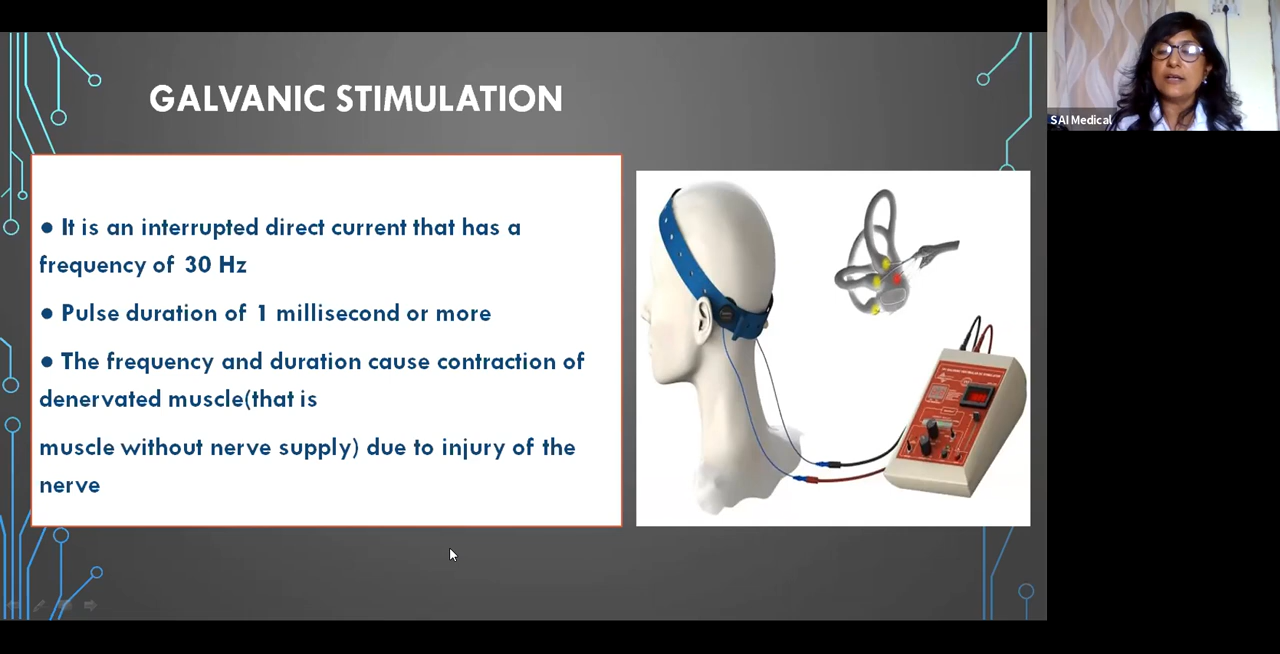 GALVANIC STIMULATION
● It is an interrupted direct current that has a
frequency of 30 Hz
● Pulse duration of 1 millisecond or more
● The frequency and duration cause contraction of
denervated muscle(that is
muscle without nerve supply) due to injury of the
nerve
SAI Medical